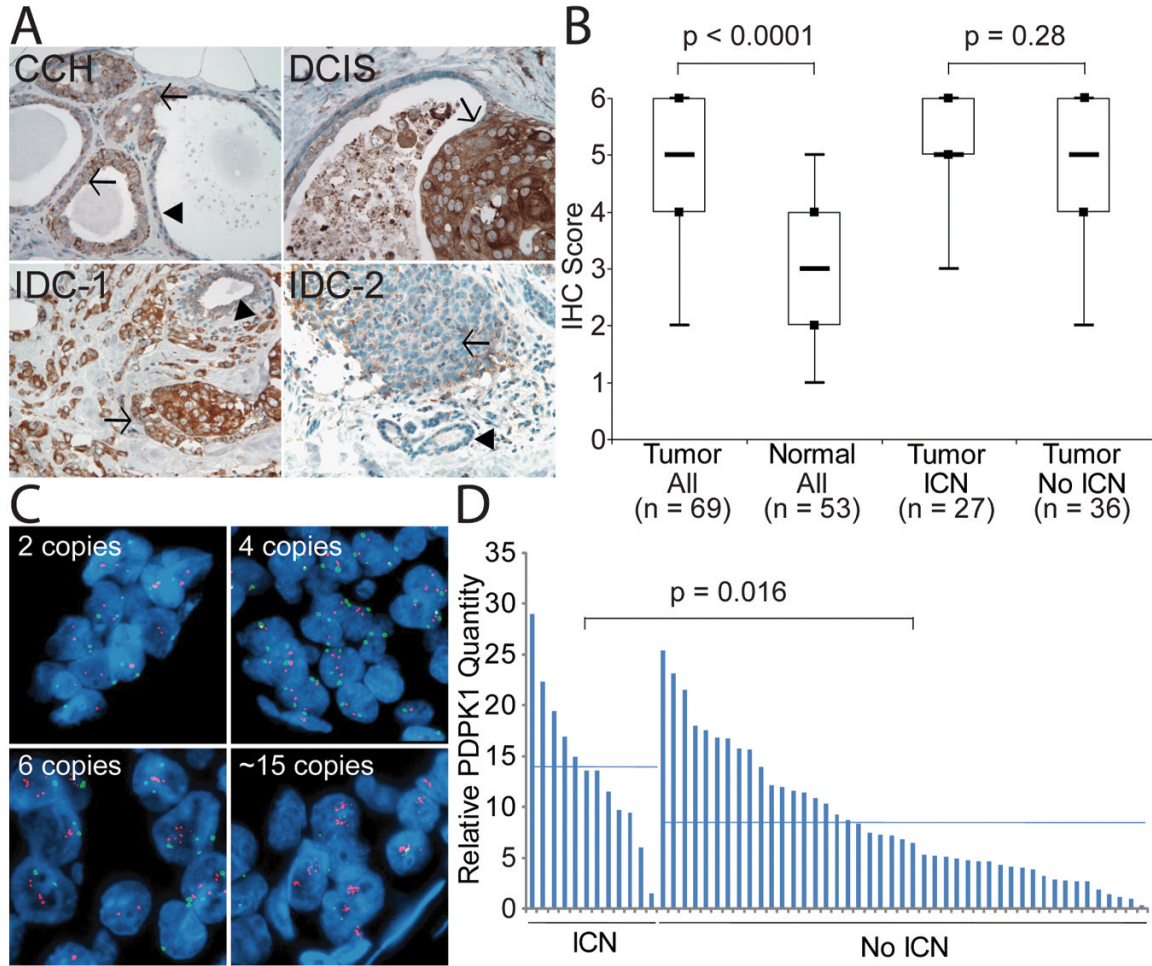 A
CCH
DCIS
IDC-1
IDC-2
B
p < 0.0001
p = 0.28
IHC Score
6
5
4
3
2
1
0
Tumor All (n = 69)
Normal All (n = 53)
Tumor ICN (n = 27)
Tumor No ICN (n = 36)
C
2 copies
4 copies
6 copies
~15 copies
D
Relative PDPK1 Quantity
35
30
25
20
15
10
5
0
p = 0.016
ICN
No ICN